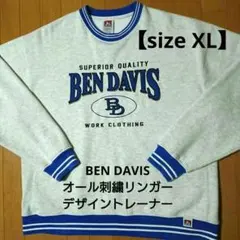 【size XL】
SUPERIOR QUALITY
BEN DAVIS
BD
WORK CLOTHING
BEN DAVIS
オール刺繍リンガー
デザイントレーナー